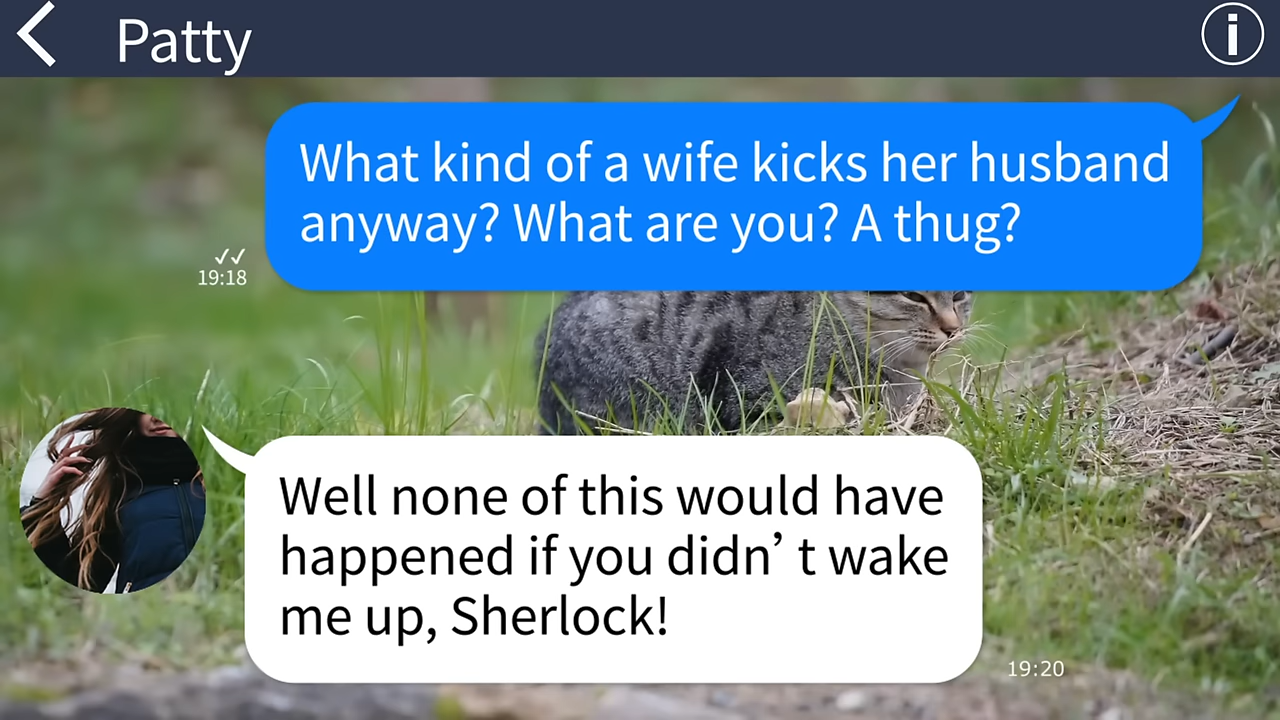 Patty
What kind of a wife kicks her husband
anyway? What are you? A thug?
19:18
Well none of this would have
happened if you didn’ t wake
me up, Sherlock!
19:20